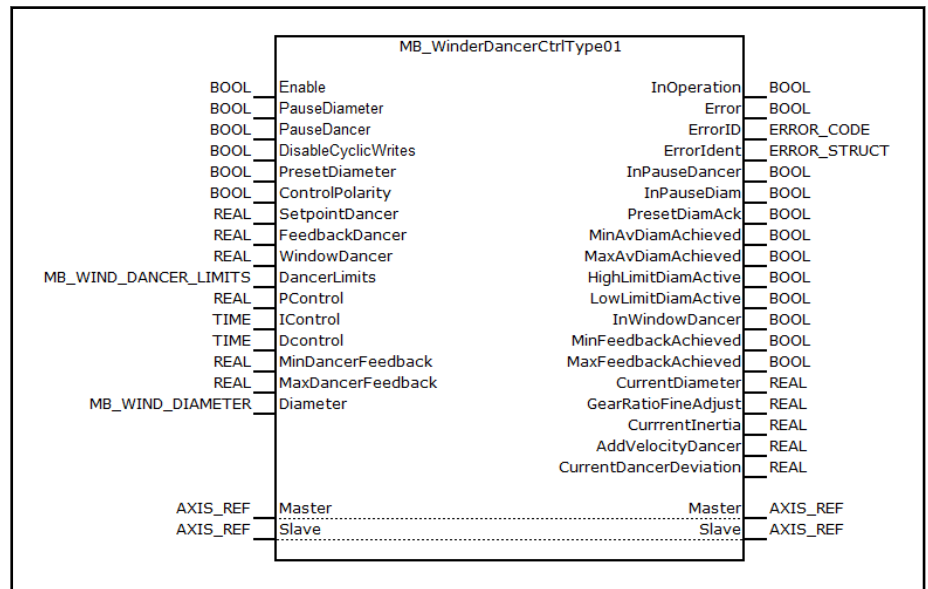 MB_WinderDancerCtrlType01
BOOL Enable InOperation BOOL
BOOL PauseDiameter Error BOOL
BOOL PauseDancer ErrorID ERROR_CODE
BOOL DisableCyclicWrites ErrorIdent ERROR_STRUCT
BOOL PresetDiameter InPauseDancer BOOL
BOOL ControlPolarity InPauseDiam BOOL
REAL SetpointDancer PresetDiamAck BOOL
REAL FeedbackDancer MinAvDiamAchieved BOOL
REAL WindowDancer MaxAvDiamAchieved BOOL
MB_WIND_DANCER_LIMITS DancerLimits HighLimitDiamActive BOOL
REAL PControl LowLimitDiamActive BOOL
TIME IControl InWindowDancer BOOL
TIME Dcontrol MinFeedbackAchieved BOOL
REAL MinDancerFeedback MaxFeedbackAchieved BOOL
REAL MaxDancerFeedback CurrentDiameter REAL
MB_WIND_DIAMETER Diameter GearRatioFineAdjust REAL
CurrrentInertia REAL
AddVelocityDancer REAL
CurrentDancerDeviation REAL
AXIS_REF Master Master AXIS_REF
AXIS_REF Slave Slave AXIS_REF